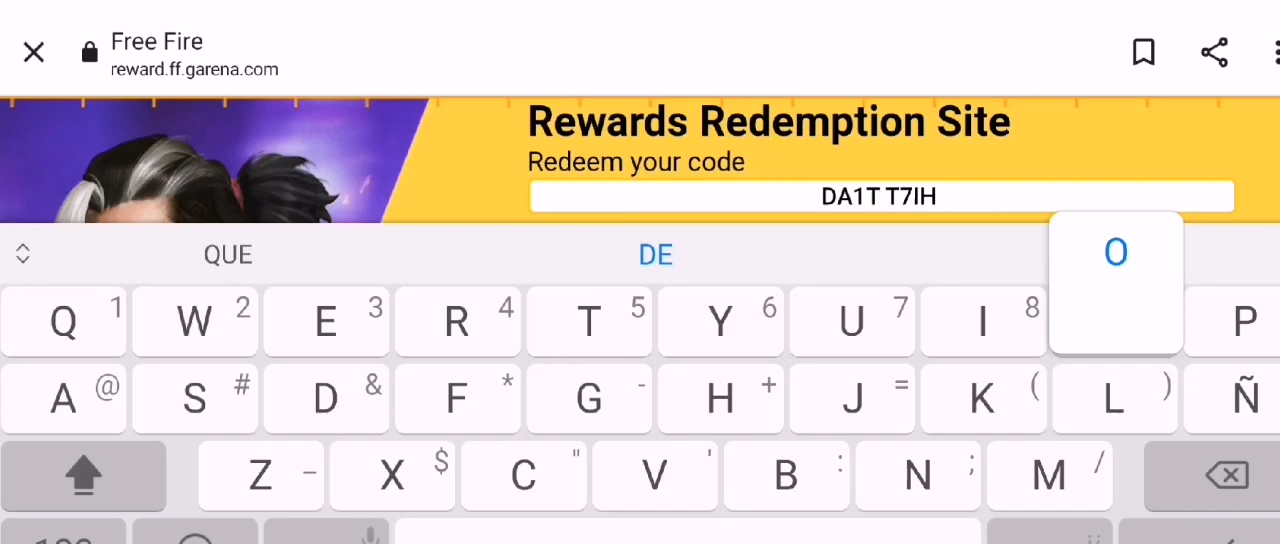 Free Fire
reward.ff.garena.com
Rewards Redemption Site
Redeem your code
DA1T T7IH
QUE DE
Q 1 W 2 E 3 R 4 T 5 Y 6 U 7 I 8 O P
A @ S # D & F * G - H + J = K ( L ) Ñ
Z _ X $ C " V ' B : N ; M /